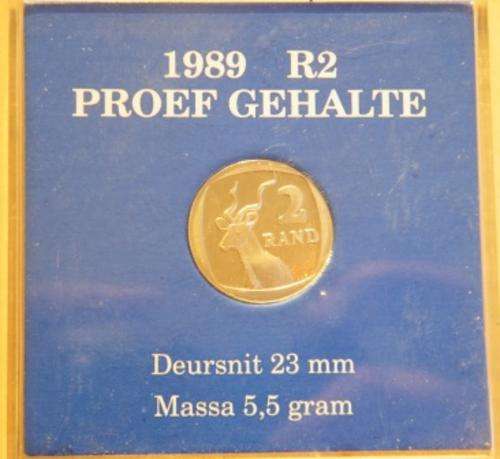 1989 R2
PROEF GEHALTE
2
RAND
Deursnit 23 mm
Massa 5,5 gram